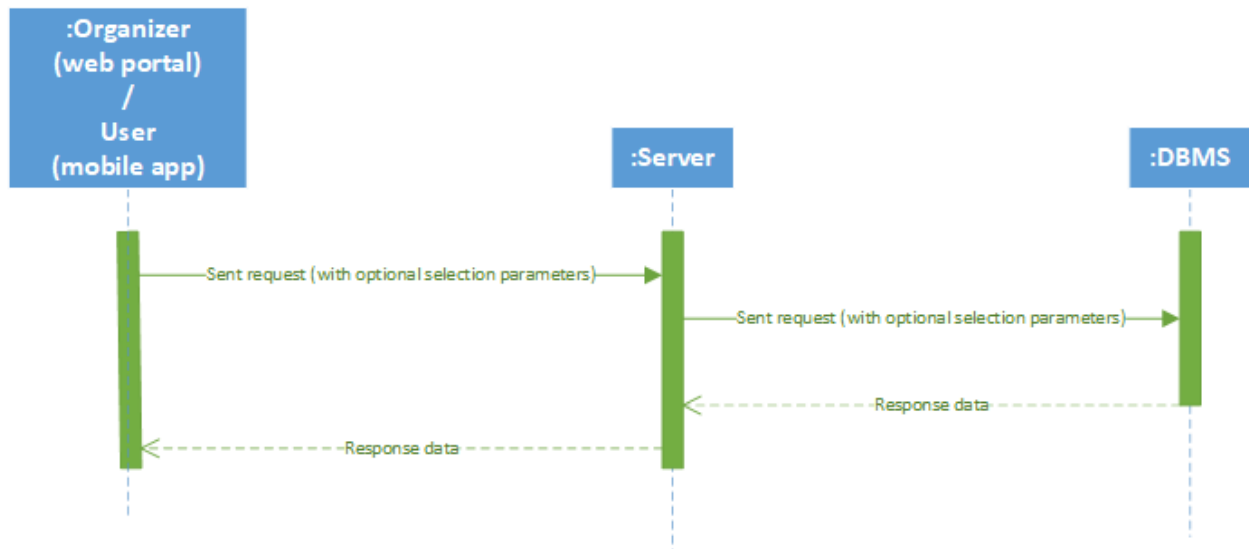 :Organizer
(web portal)
/
User
(mobile app)
:Server
:DBMS
Sent request (with optional selection parameters)
Sent request (with optional selection parameters)
Response data
Response data